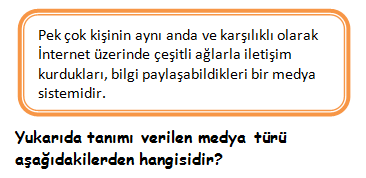 Pek çok kişinin aynı anda ve karşılıklı olarak
İnternet üzerinde çeşitli ağlarla iletişim
kurdukları, bilgi paylaşabildikleri bir medya
sistemidir.
Yukarıda tanımı verilen medya türü
aşağıdakilerden hangisidir?